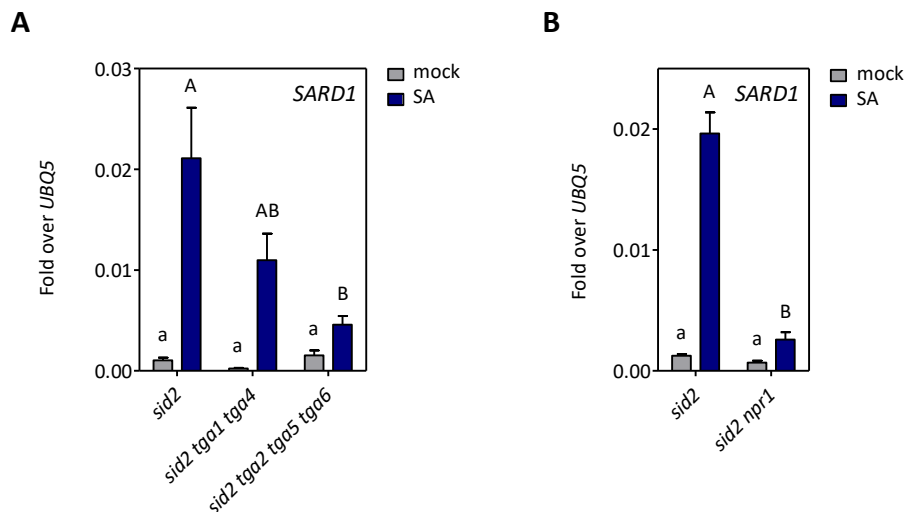 A
0.03
0.02
0.01
0.00
Fold over UBQ5
SARD1
mock
SA
a
A
a
AB
a
B
sid2
sid2 tga1 tga4
sid2 tga2 tga5 tga6
B
0.02
0.01
0.00
Fold over UBQ5
SARD1
mock
SA
a
A
a
B
sid2
sid2 npr1